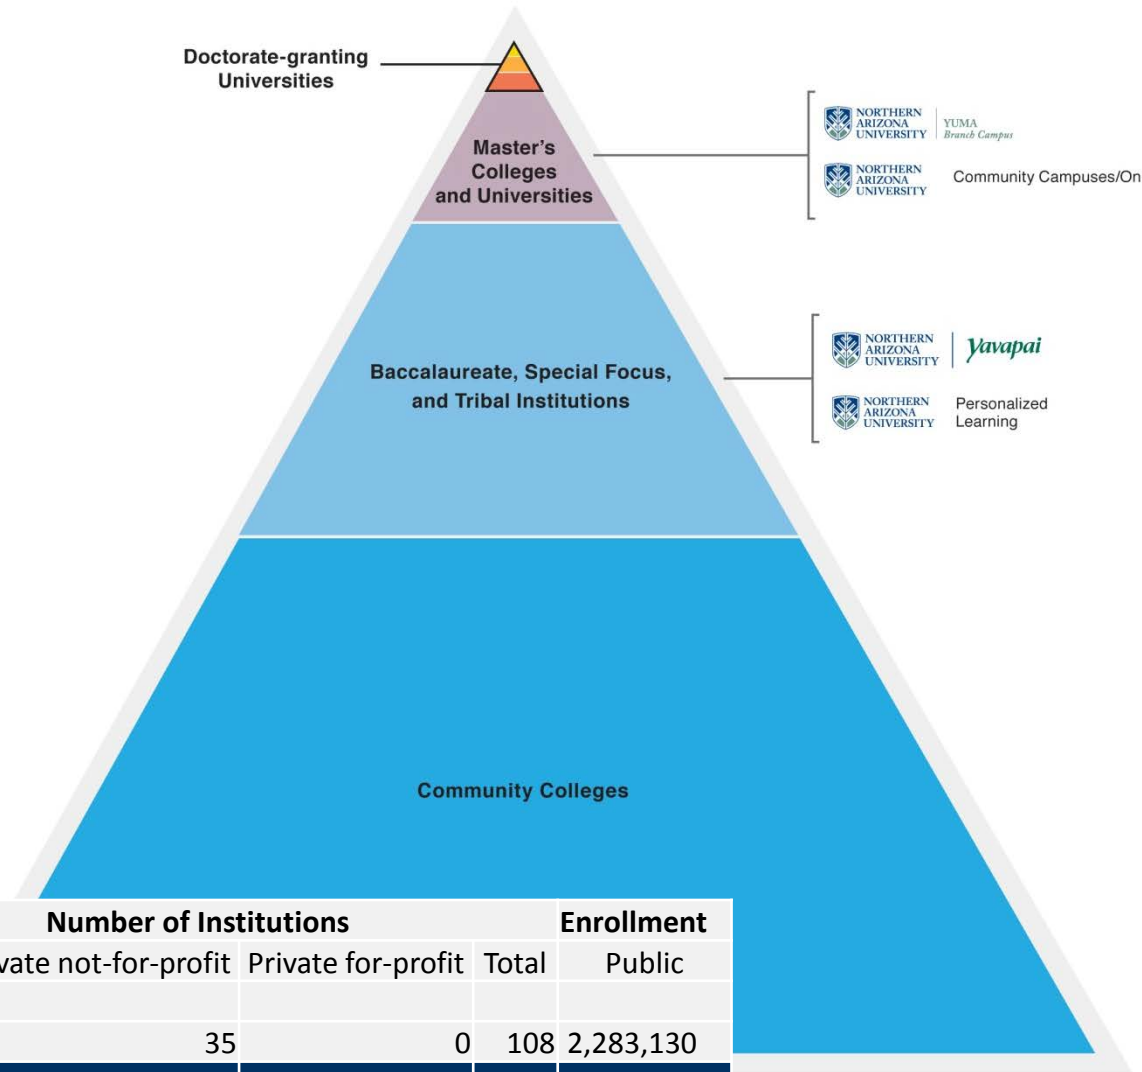 Doctorate-granting
Universities
Master's
Colleges
and Universities
NORTHERN
ARIZONA
UNIVERSITY
YUMA
Branch Campus
NORTHERN
ARIZONA
UNIVERSITY
Community Campuses/On
Baccalaureate, Special Focus,
and Tribal Institutions
NORTHERN
ARIZONA
UNIVERSITY
Yavapai
NORTHERN
ARIZONA
UNIVERSITY
Personalized
Learning
Community Colleges
Number of Institutions Enrollment
vate not-for-profit Private for-profit Total Public
35 0 108 2,283,130